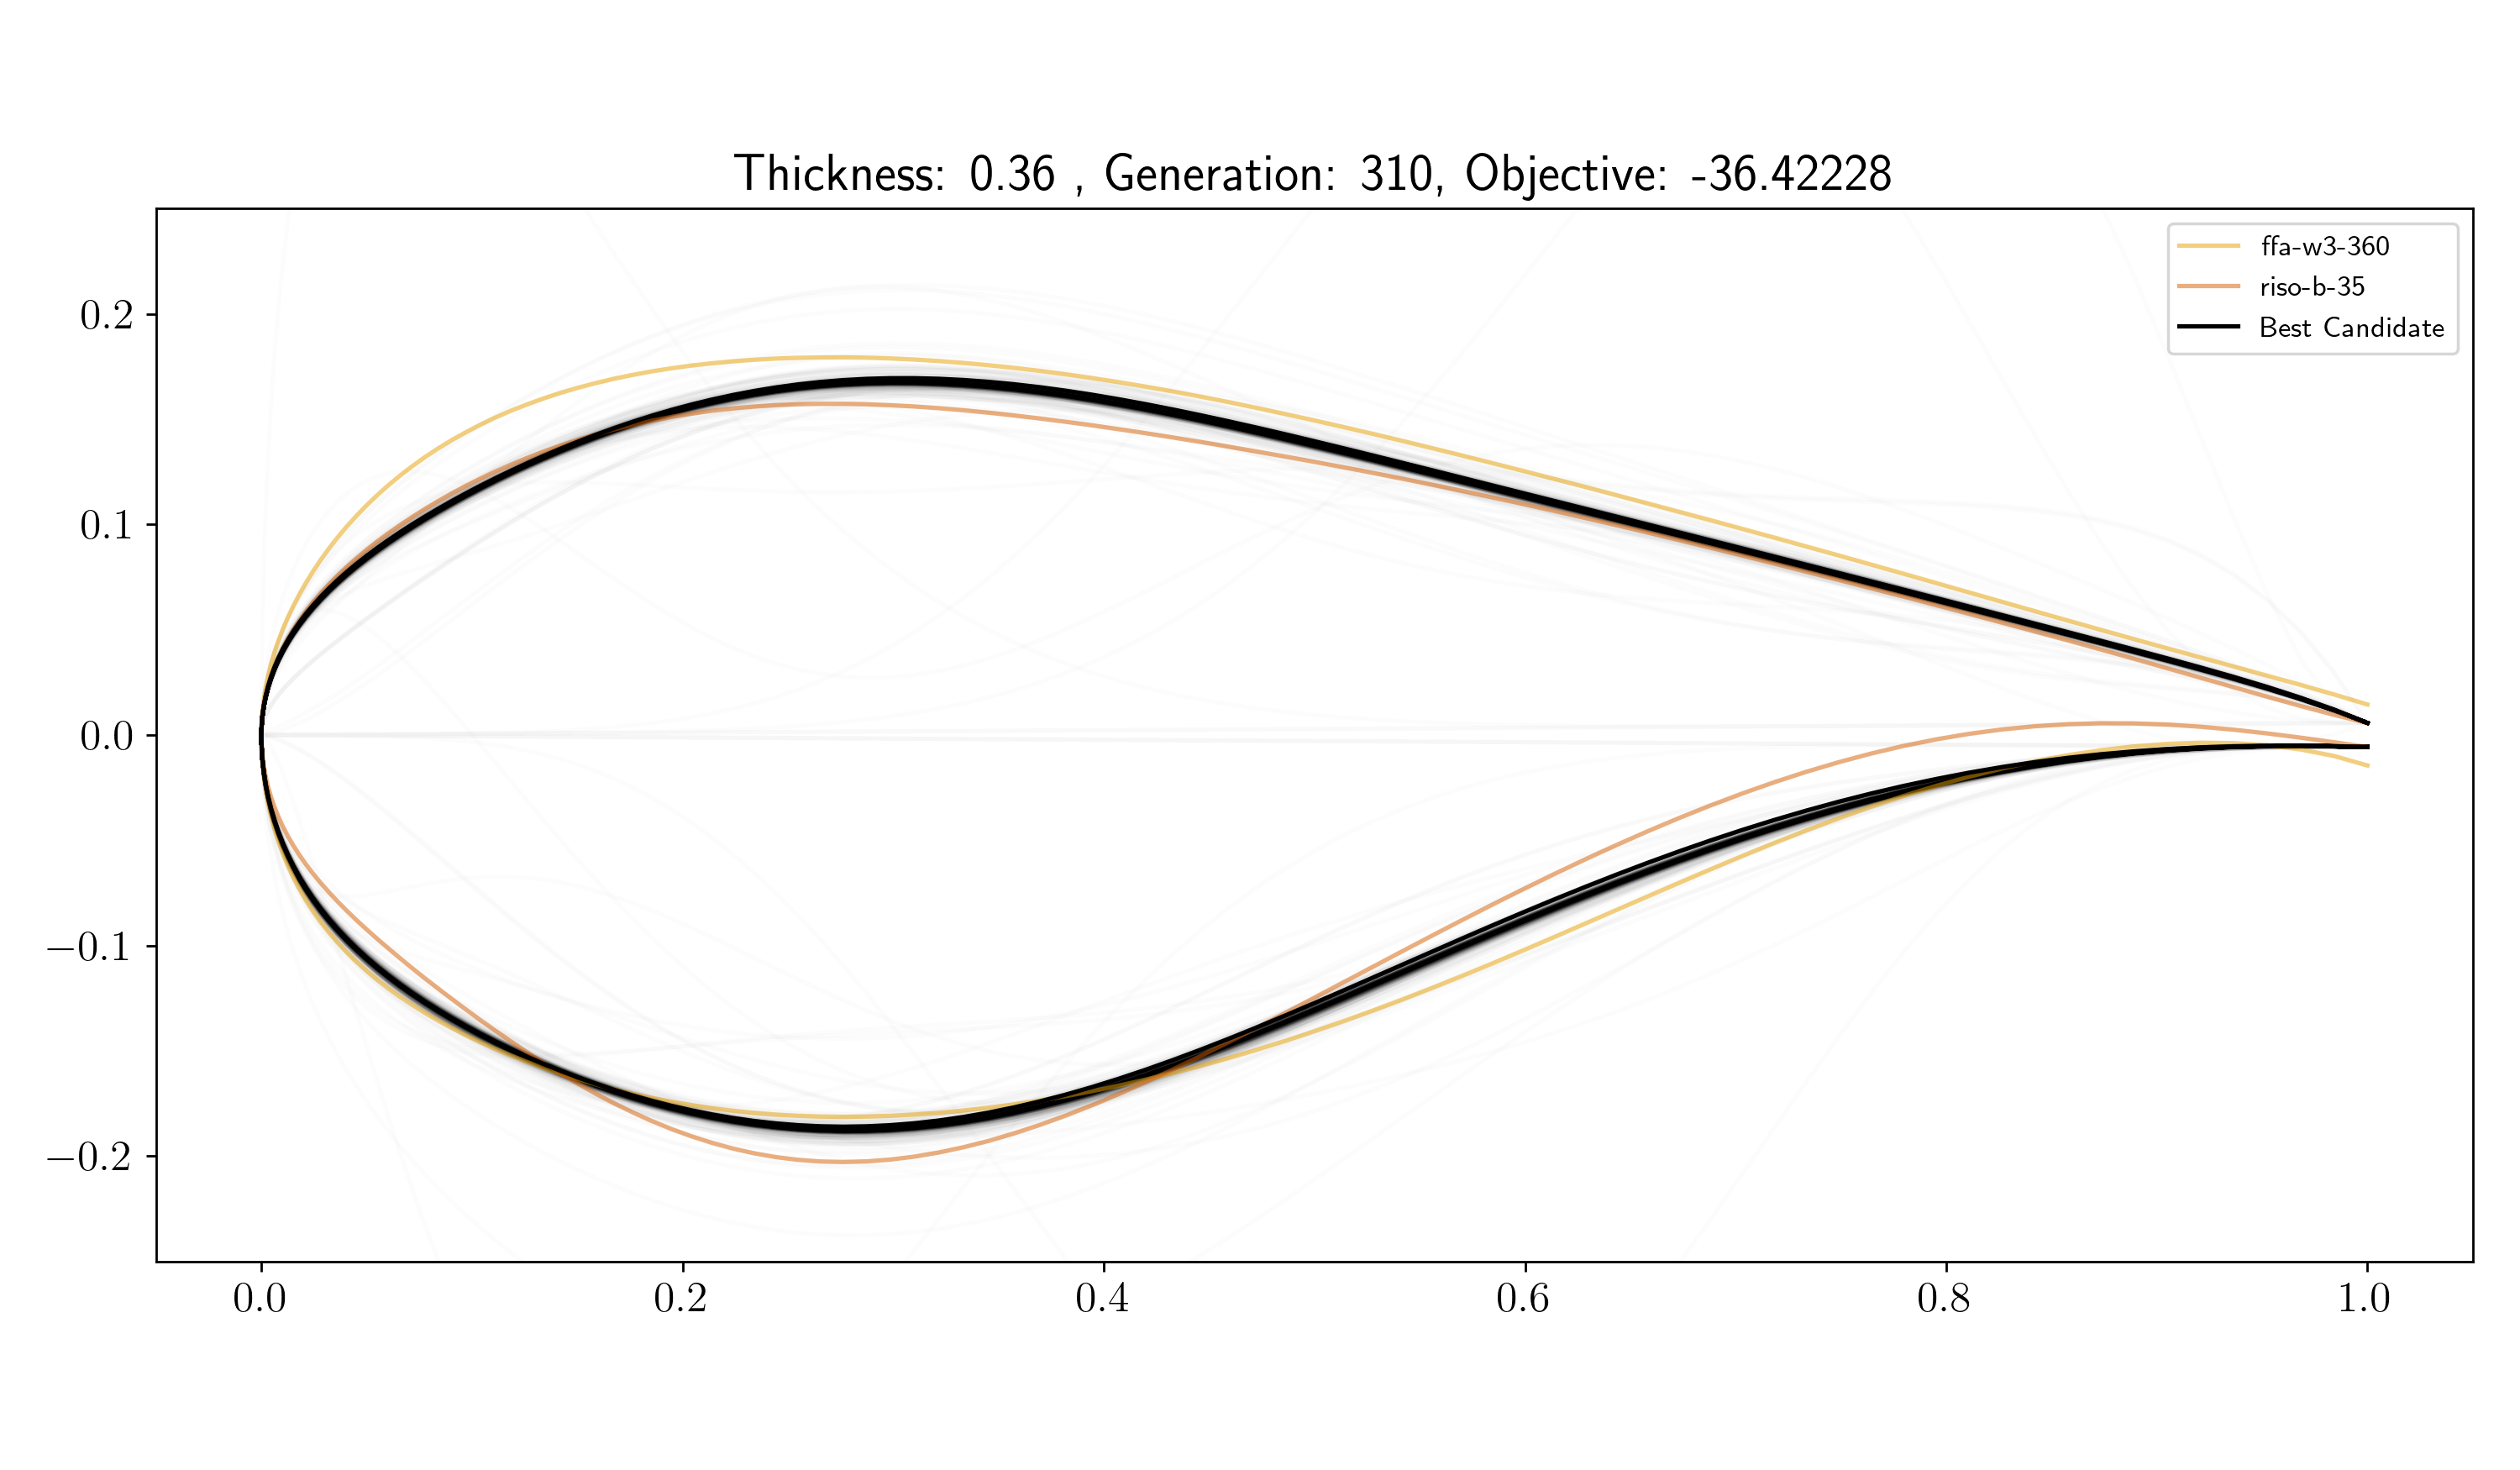 Thickness: 0.36 , Generation: 310, Objective: -36.42228
ffa-w3-360
riso-b-35
Best Candidate
0.2
0.1
0.0
−0.1
−0.2
0.0 0.2 0.4 0.6 0.8 1.0